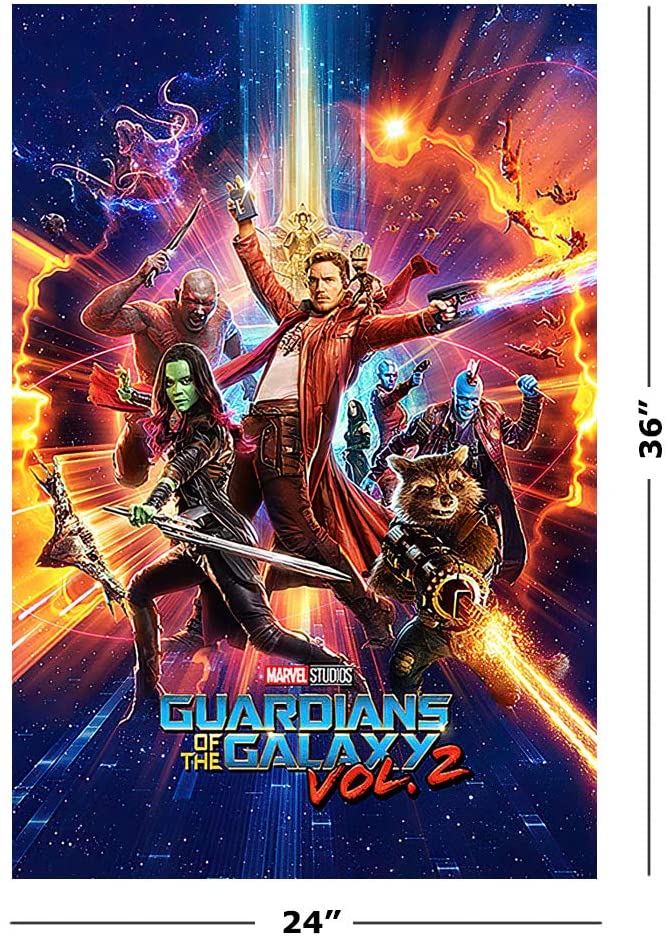 MARVEL STUDIOS
GUARDIANS
OF THE GALAXY
VOL. 2
36”
24”